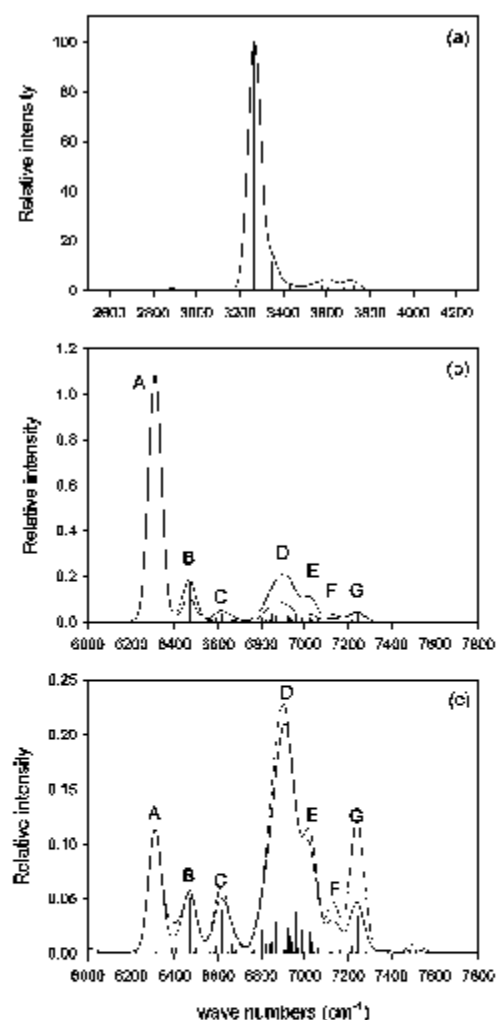 (a)
Relative intensity
100
80
60
40
20
0
2600 2800 3000 3200 3400 3600 3800 4000 4200
(b)
Relative intensity
1.2
1.0
0.8
0.6
0.4
0.2
0.0
A
B
C
D
E
F
G
6000 6200 6400 6600 6800 7000 7200 7400 7600 7800
(c)
Relative intensity
0.25
0.20
0.15
0.10
0.05
0.00
A
B
C
D
E
F
G
6000 6200 6400 6600 6800 7000 7200 7400 7600 7800
wave numbers (cm⁻¹)